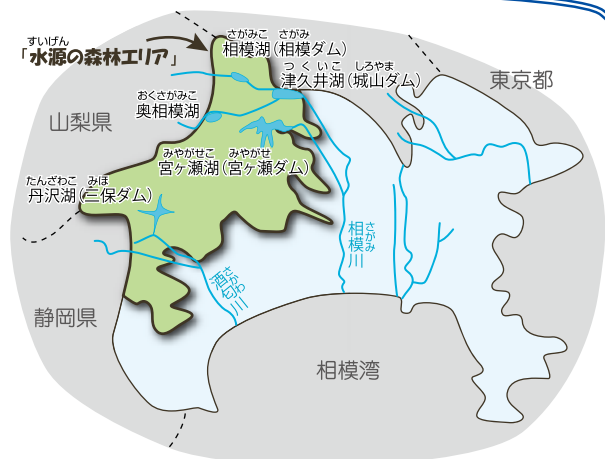 すいげん
「水源の森林エリア」
さがみこ さがみ
相模湖(相模ダム)
つくいこ しろやま
津久井湖(城山ダム)
東京都
おくさがみこ
奥相模湖
山梨県
みやがせこ みやがせ
宮ヶ瀬湖(宮ヶ瀬ダム)
たんざわこ みほ
丹沢湖(三保ダム)
さがみ
相模川
さかわ
酒匂川
静岡県
相模湾